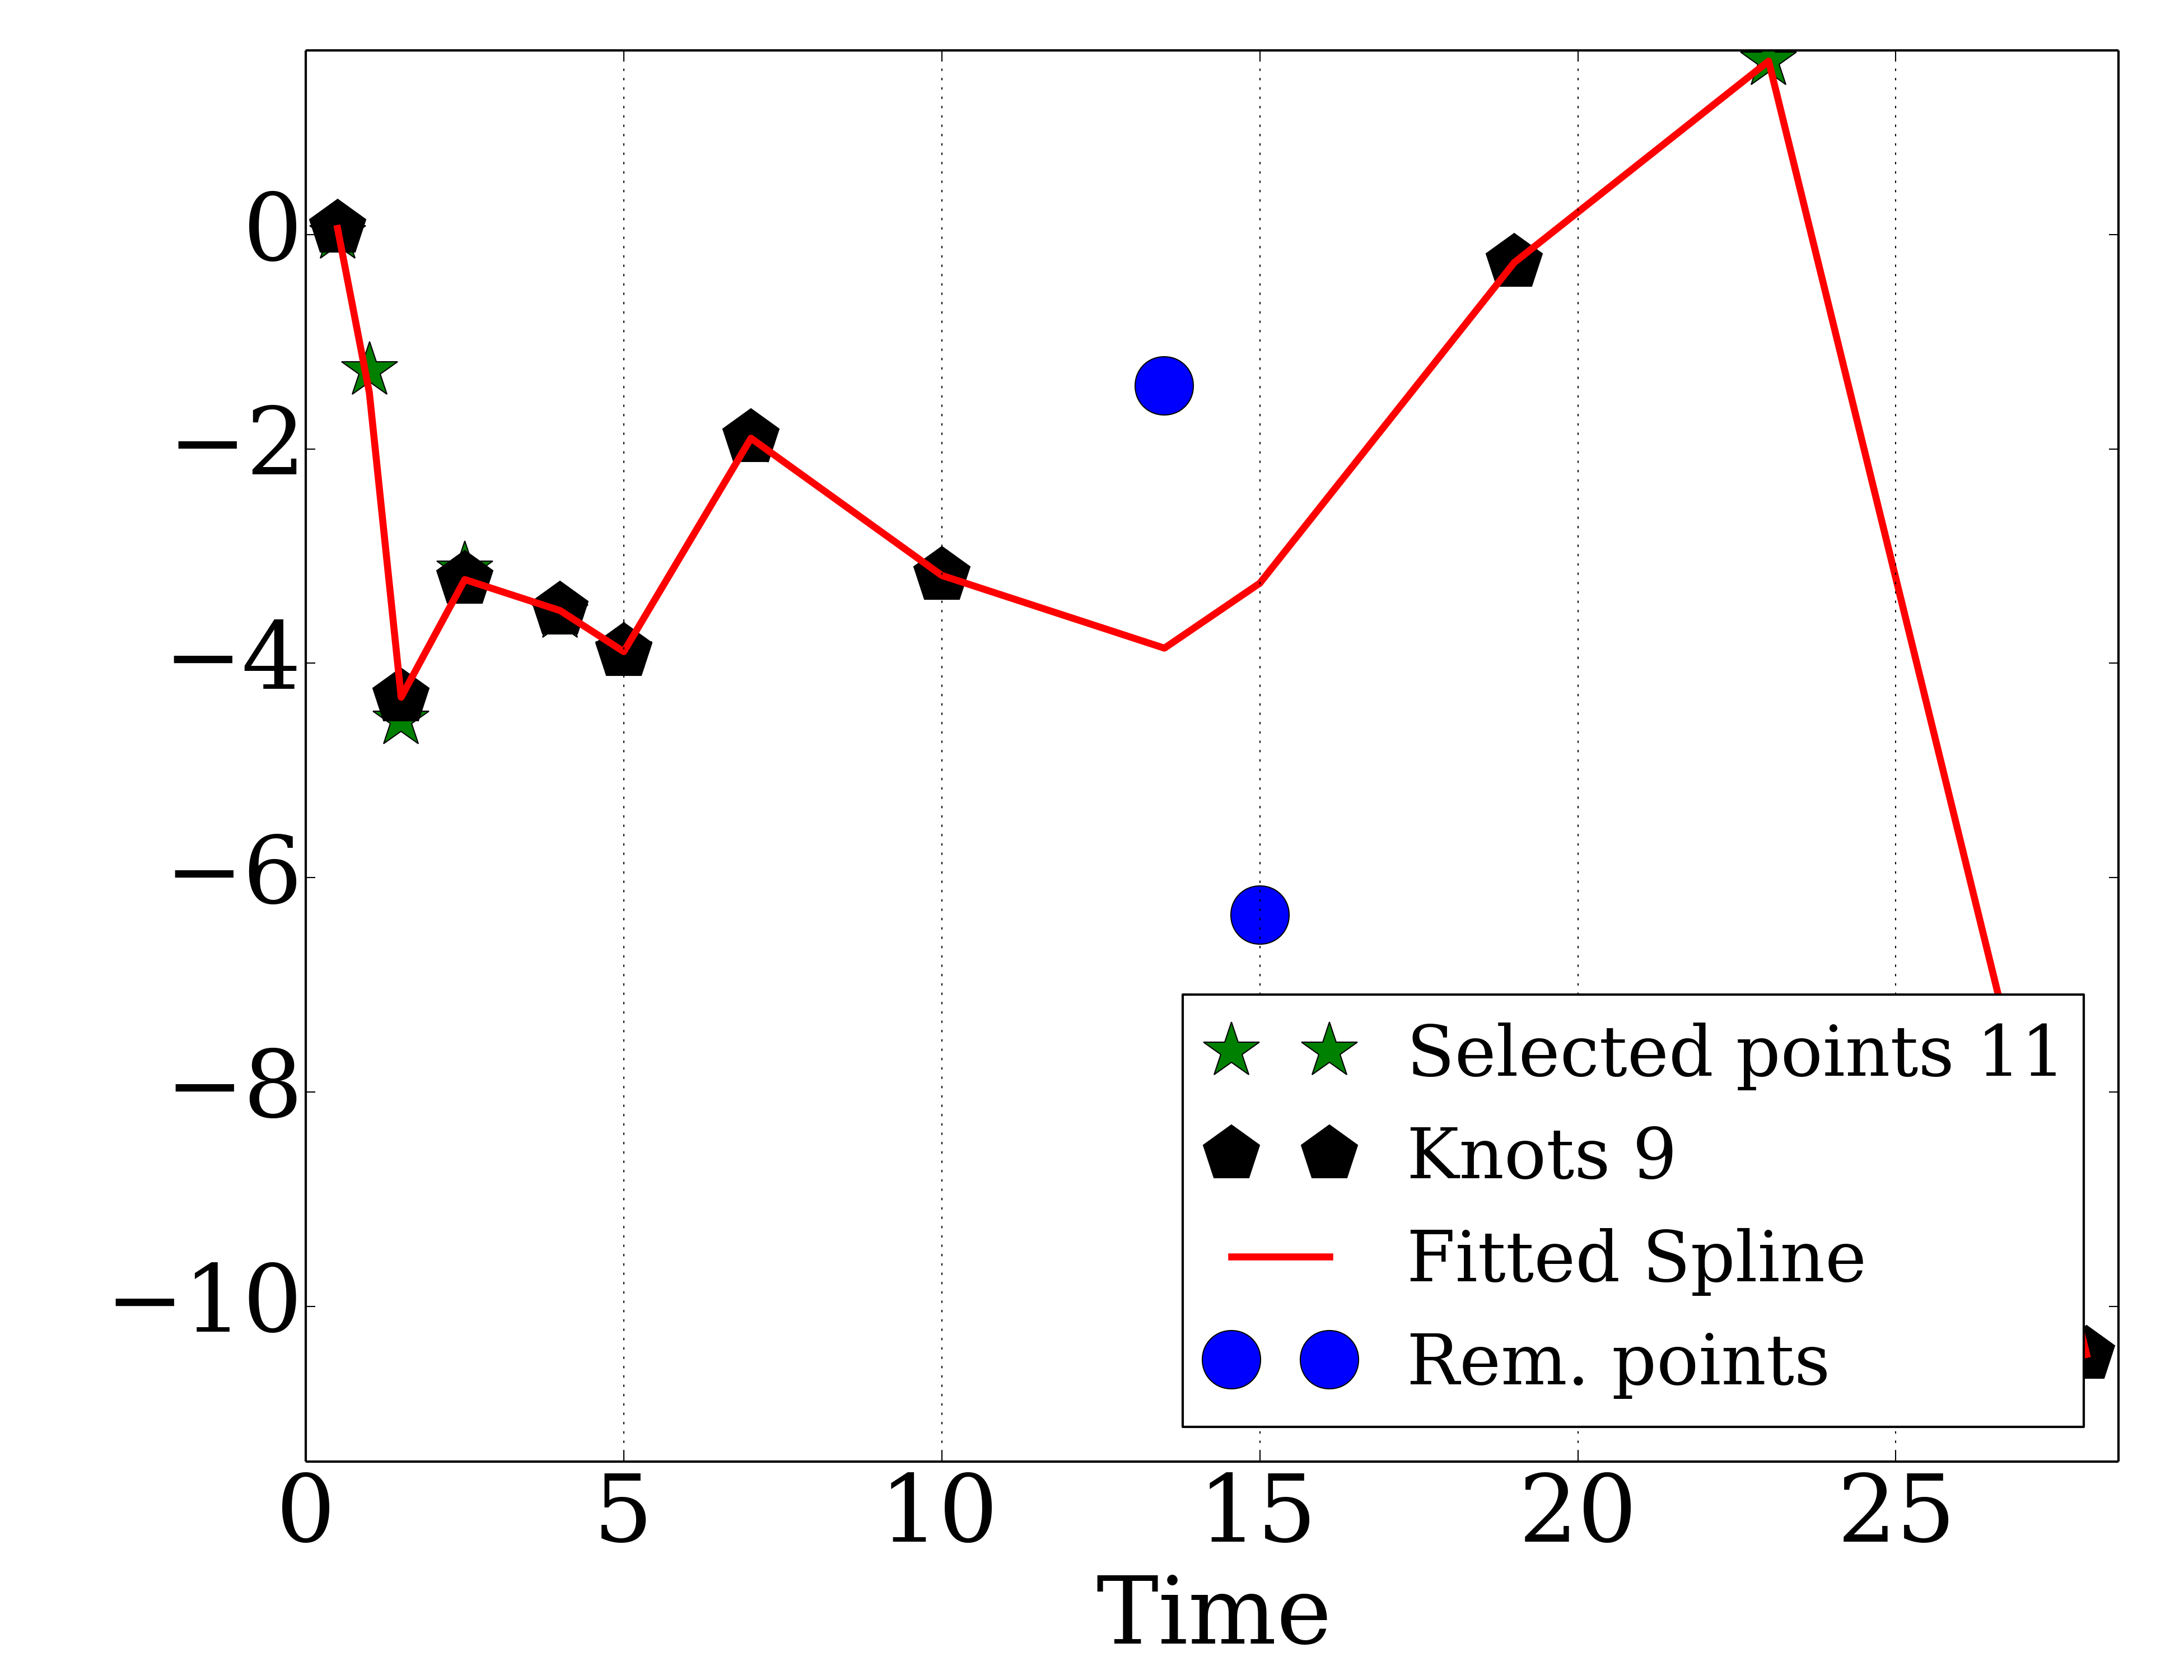 0
−2
−4
−6
−8
−10
Selected points 11
Knots 9
Fitted Spline
Rem. points
0 5 10 15 20 25
Time